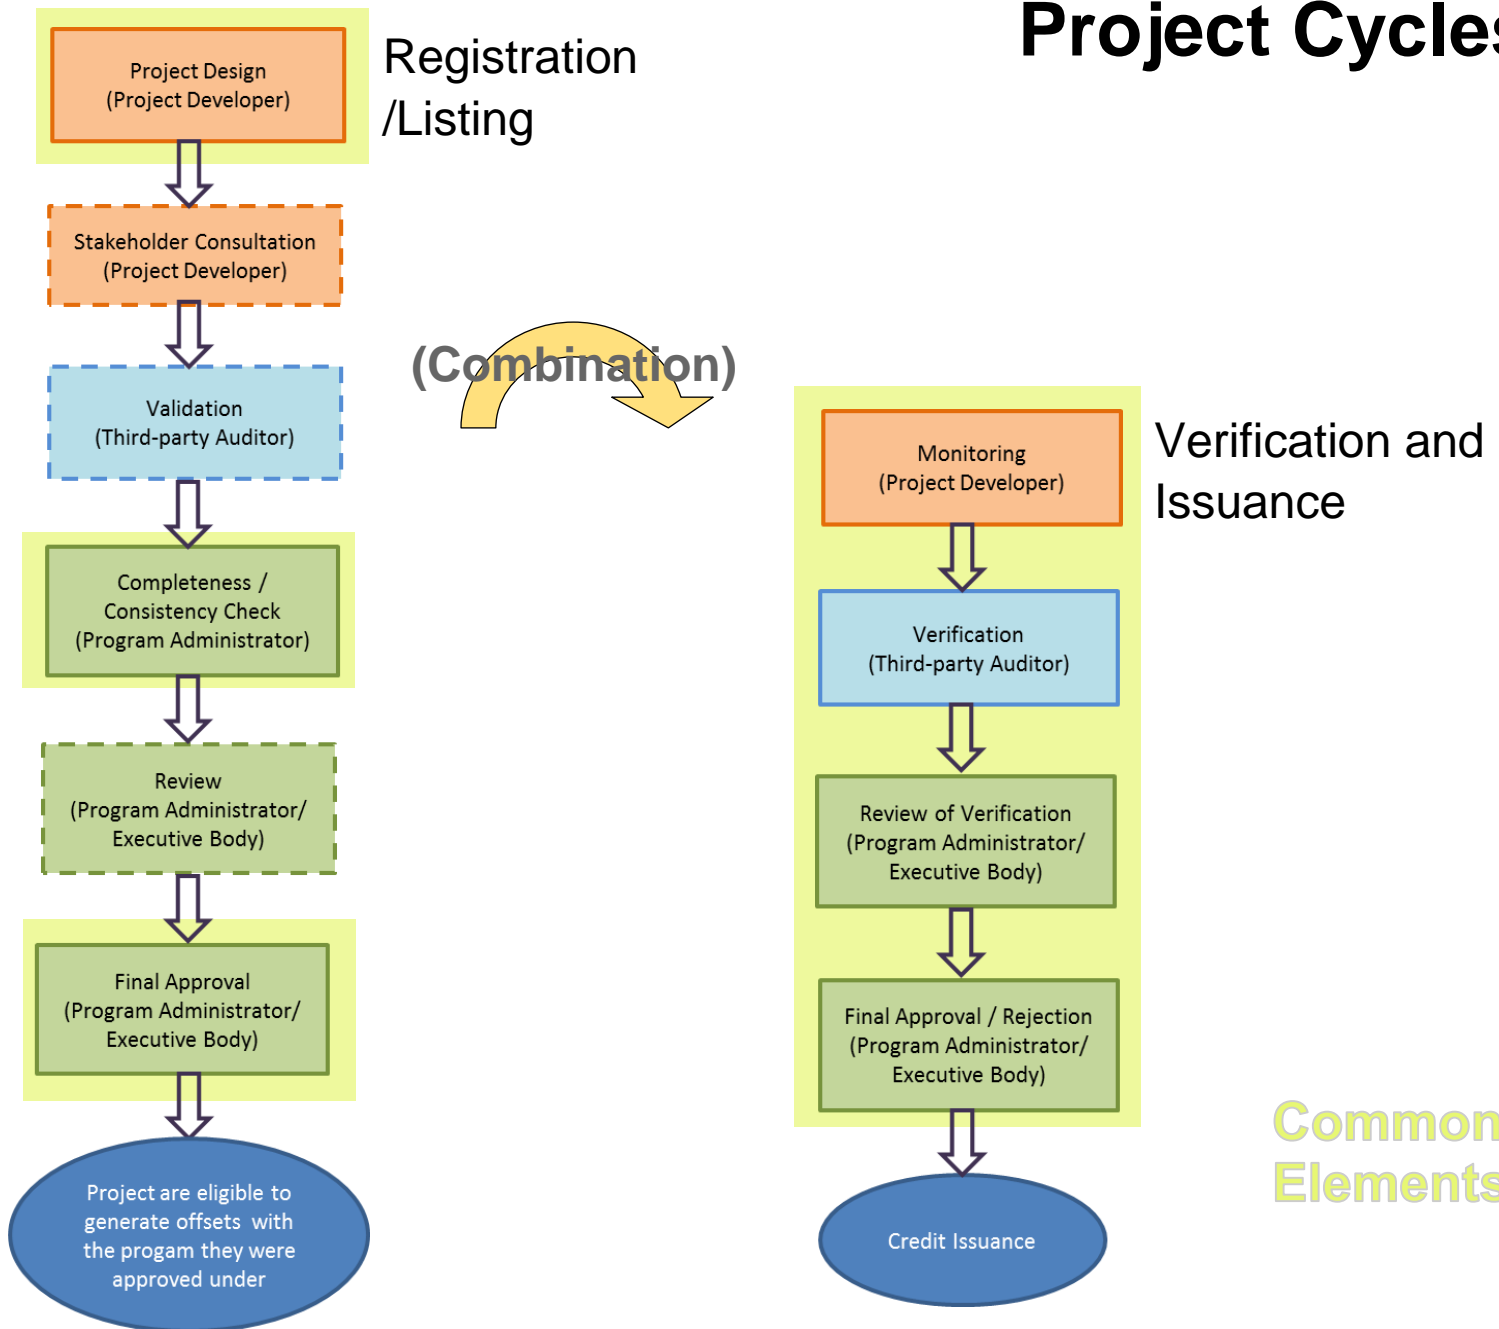 Project Cycles
Registration
/Listing
Project Design
(Project Developer)
Stakeholder Consultation
(Project Developer)
Validation
(Third-party Auditor)
Completeness /
Consistency Check
(Program Administrator)
Review
(Program Administrator/
Executive Body)
Final Approval
(Program Administrator/
Executive Body)
Project are eligible to
generate offsets with
the progam they were
approved under
(Combination)
Verification and
Issuance
Monitoring
(Project Developer)
Verification
(Third-party Auditor)
Review of Verification
(Program Administrator/
Executive Body)
Final Approval / Rejection
(Program Administrator/
Executive Body)
Credit Issuance
Common
Elements